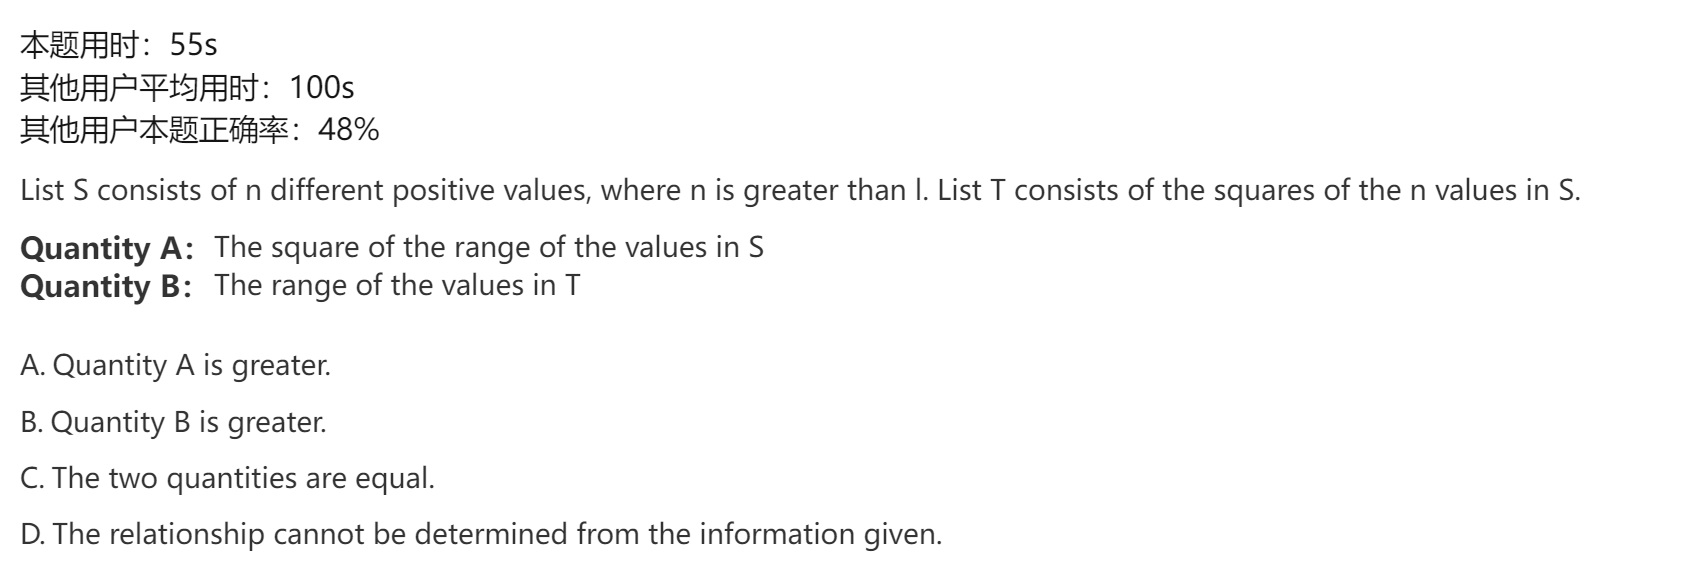 本题用时：55s
其他用户平均用时：100s
其他用户本题正确率：48%
List S consists of n different positive values, where n is greater than l. List T consists of the squares of the n values in S.
Quantity A： The square of the range of the values in S
Quantity B： The range of the values in T
A. Quantity A is greater.
B. Quantity B is greater.
C. The two quantities are equal.
D. The relationship cannot be determined from the information given.